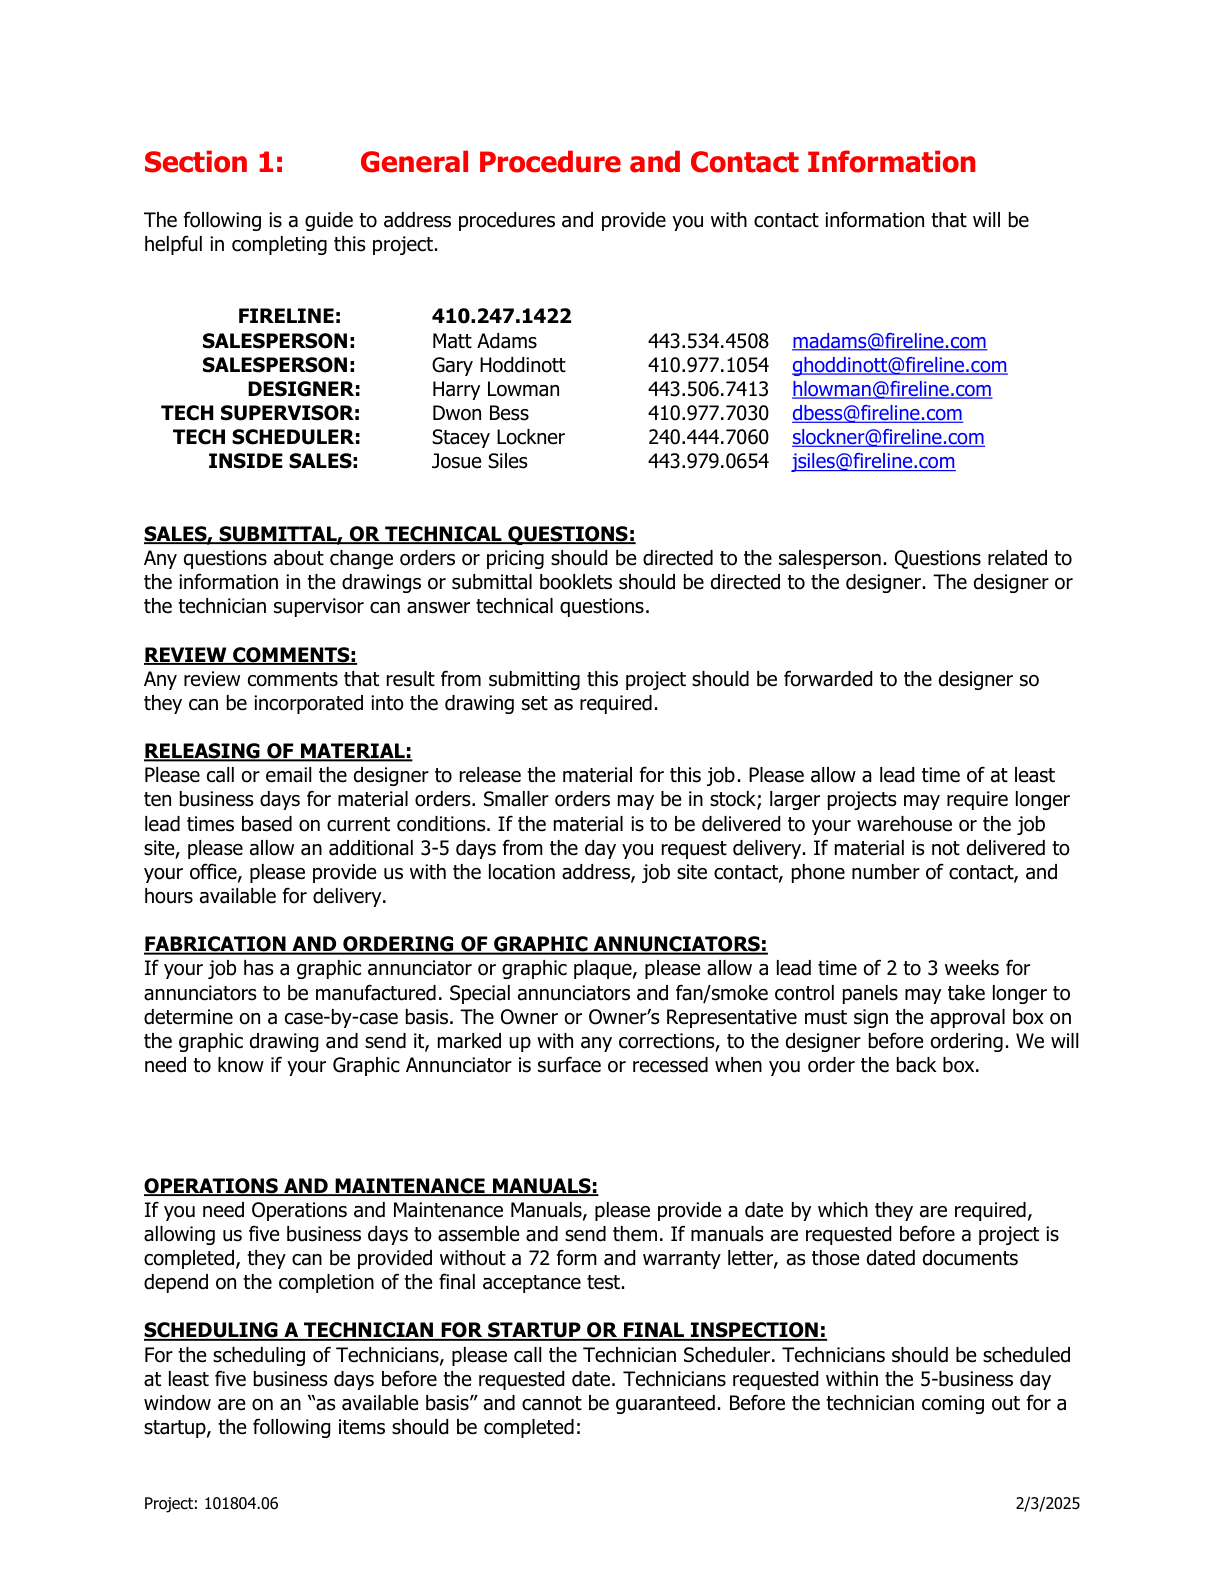 Section 1: General Procedure and Contact Information
The following is a guide to address procedures and provide you with contact information that will be
helpful in completing this project.
FIRELINE: 410.247.1422
SALESPERSON: Matt Adams 443.534.4508 madams@fireline.com
SALESPERSON: Gary Hoddinott 410.977.1054 ghoddinott@fireline.com
DESIGNER: Harry Lowman 443.506.7413 hlowman@fireline.com
TECH SUPERVISOR: Dwon Bess 410.977.7030 dbess@fireline.com
TECH SCHEDULER: Stacey Lockner 240.444.7060 slockner@fireline.com
INSIDE SALES: Josue Siles 443.979.0654 jsiles@fireline.com
SALES, SUBMITTAL, OR TECHNICAL QUESTIONS:
Any questions about change orders or pricing should be directed to the salesperson. Questions related to
the information in the drawings or submittal booklets should be directed to the designer. The designer or
the technician supervisor can answer technical questions.
REVIEW COMMENTS:
Any review comments that result from submitting this project should be forwarded to the designer so
they can be incorporated into the drawing set as required.
RELEASING OF MATERIAL:
Please call or email the designer to release the material for this job. Please allow a lead time of at least
ten business days for material orders. Smaller orders may be in stock; larger projects may require longer
lead times based on current conditions. If the material is to be delivered to your warehouse or the job
site, please allow an additional 3-5 days from the day you request delivery. If material is not delivered to
your office, please provide us with the location address, job site contact, phone number of contact, and
hours available for delivery.
FABRICATION AND ORDERING OF GRAPHIC ANNUNCIATORS:
If your job has a graphic annunciator or graphic plaque, please allow a lead time of 2 to 3 weeks for
annunciators to be manufactured. Special annunciators and fan/smoke control panels may take longer to
determine on a case-by-case basis. The Owner or Owner’s Representative must sign the approval box on
the graphic drawing and send it, marked up with any corrections, to the designer before ordering. We will
need to know if your Graphic Annunciator is surface or recessed when you order the back box.
OPERATIONS AND MAINTENANCE MANUALS:
If you need Operations and Maintenance Manuals, please provide a date by which they are required,
allowing us five business days to assemble and send them. If manuals are requested before a project is
completed, they can be provided without a 72 form and warranty letter, as those dated documents
depend on the completion of the final acceptance test.
SCHEDULING A TECHNICIAN FOR STARTUP OR FINAL INSPECTION:
For the scheduling of Technicians, please call the Technician Scheduler. Technicians should be scheduled
at least five business days before the requested date. Technicians requested within the 5-business day
window are on an “as available basis” and cannot be guaranteed. Before the technician coming out for a
startup, the following items should be completed:
Project: 101804.06 2/3/2025